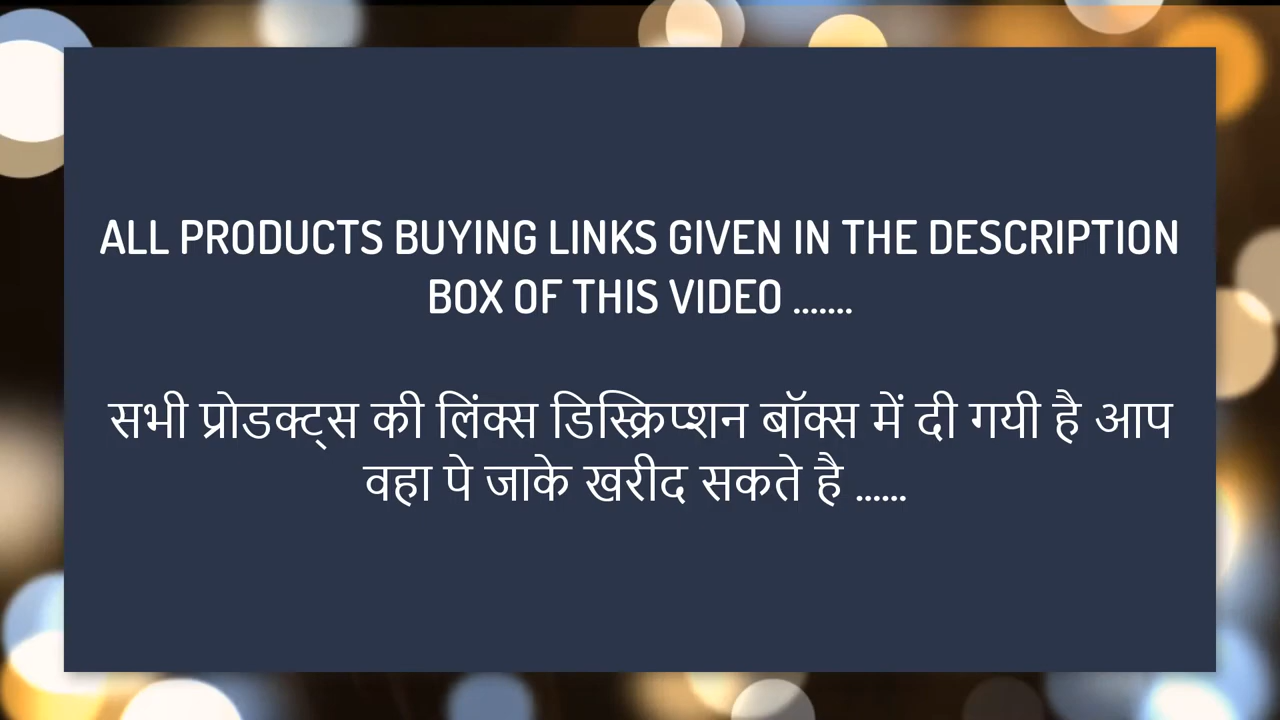 ALL PRODUCTS BUYING LINKS GIVEN IN THE DESCRIPTION
BOX OF THIS VIDEO .......
सभी प्रोडक्ट्स की लिंक्स डिस्क्रिप्शन बॉक्स में दी गयी है आप
वहा पे जाके खरीद सकते है ......